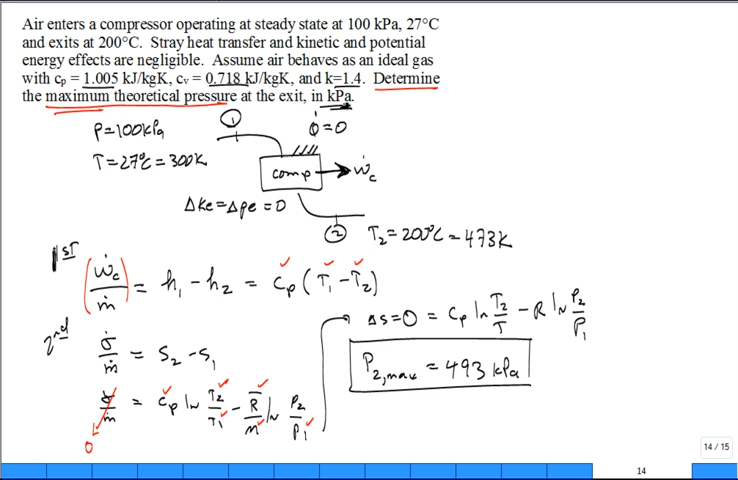 Air enters a compressor operating at steady state at 100 kPa, 27°C
and exits at 200°C. Stray heat transfer and kinetic and potential
energy effects are negligible. Assume air behaves as an ideal gas
with cₚ = 1.005 kJ/kgK, cᵥ = 0.718 kJ/kgK, and k=1.4. Determine
the maximum theoretical pressure at the exit, in kPa.
P=100kPa
T=27°C=300K
①
Q̇=0
comp
Ẇc
Δke=Δpe=0
②
T₂=200°C=473K
1st
(Ẇc/ṁ) = h₁ - h₂ = cp (T₁-T₂)
2nd
σ̇/ṁ = s₂-s₁
σ̇/ṁ = cp ln T₂/T₁ - R̄/m ln P₂/P₁
0
Δs=0 = cp ln T₂/T - R ln P₂/P₁
P₂,max = 493 kPa
14 / 15
14